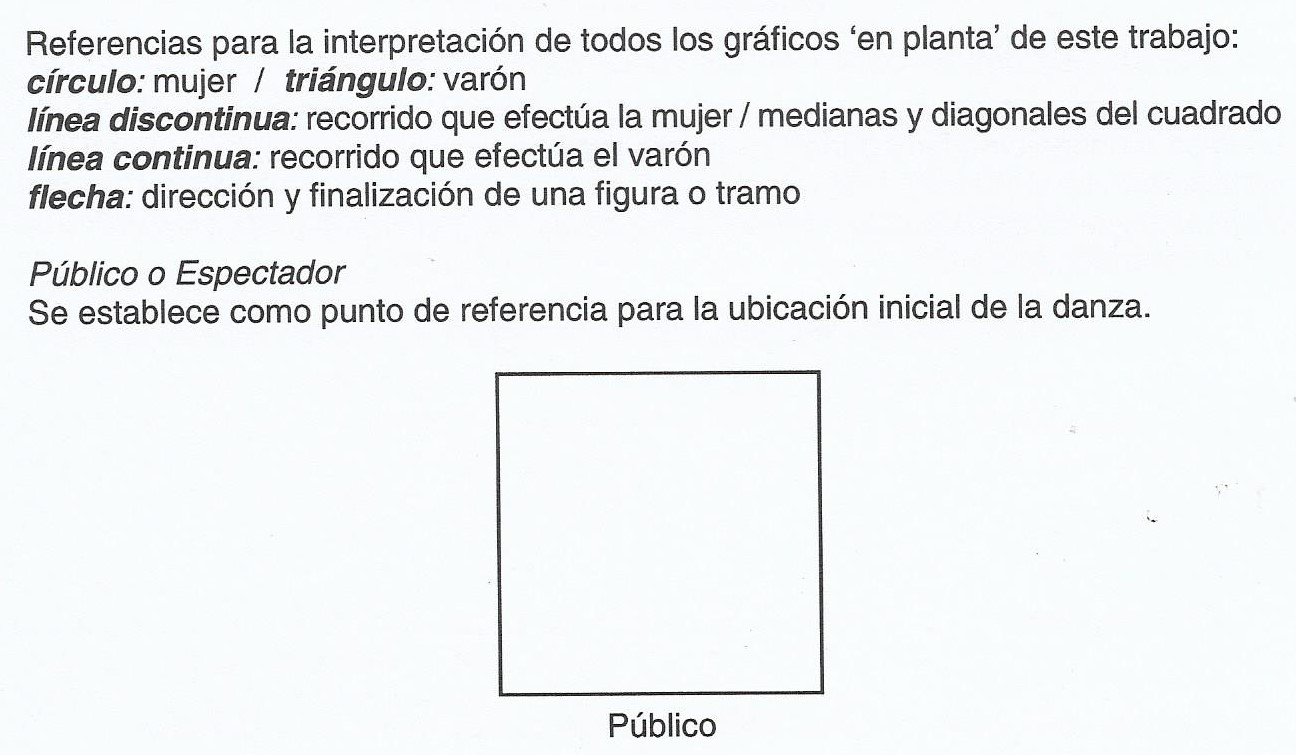 Referencias para la interpretación de todos los gráficos ‘en planta’ de este trabajo:
círculo: mujer / triángulo: varón
línea discontinua: recorrido que efectúa la mujer / medianas y diagonales del cuadrado
línea continua: recorrido que efectúa el varón
flecha: dirección y finalización de una figura o tramo
Público o Espectador
Se establece como punto de referencia para la ubicación inicial de la danza.
Público